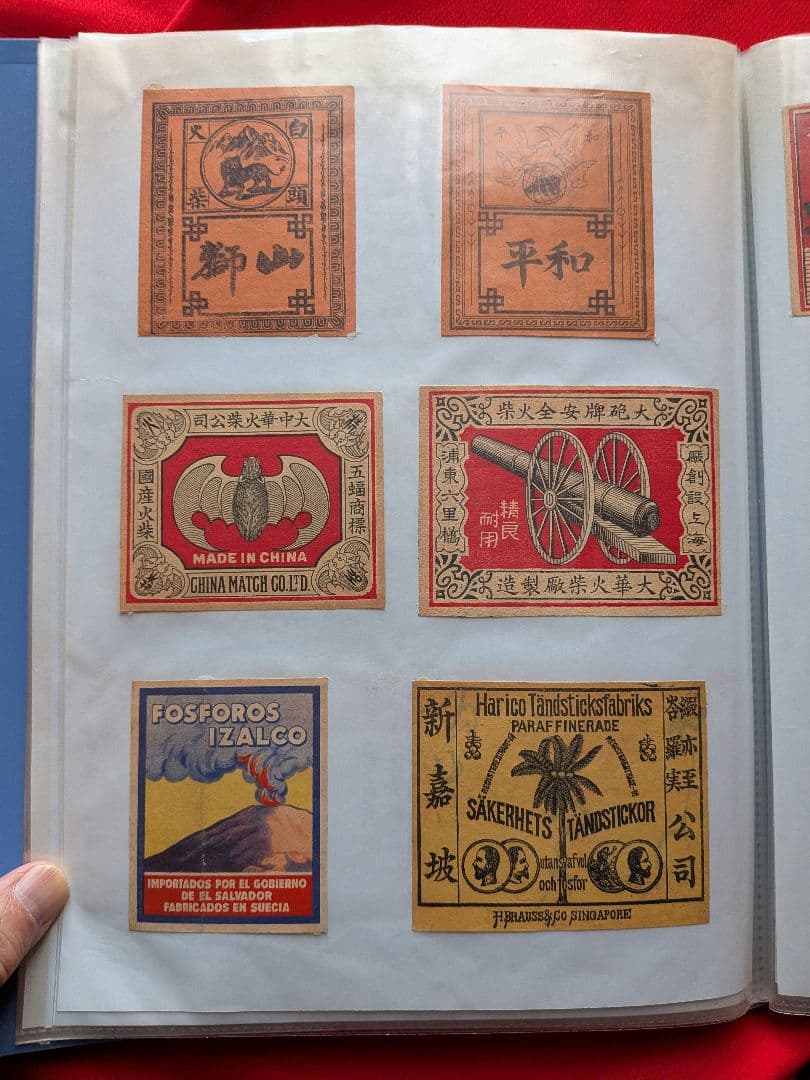 白頭
火柴
山獅
和平
和平
大中華火柴公司
五蝠商標
國產火柴
MADE IN CHINA
CHINA MATCH CO. LTD.
大砲牌安全火柴
廠創設上海
浦東六里橋
精良
耐用
大華火柴廠製造
FOSFOROS
IZALCO
IMPORTADOS POR EL GOBIERNO
DE EL SALVADOR
FABRICADOS EN SUECIA
Harico Tändsticksfabriks
PARAFFINERADE
SÄKERHETS TÄNDSTICKOR
utan svafvel
och fosfor
公司
新嘉坡
H. BRAUSS & CO SINGAPORE